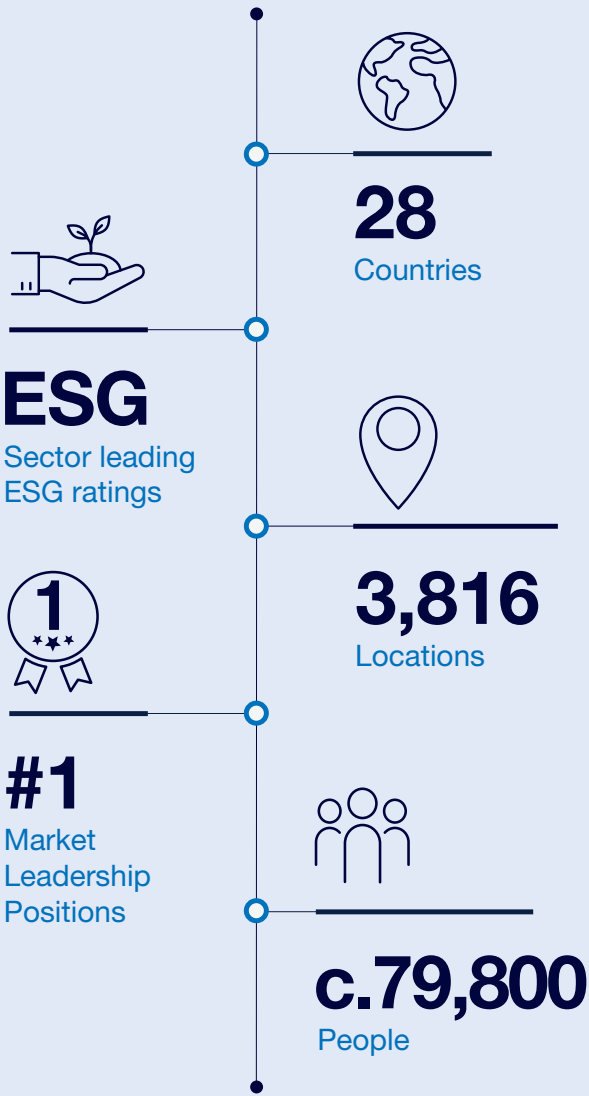 28
Countries
ESG
Sector leading
ESG ratings
3,816
Locations
1
#1
Market
Leadership
Positions
c.79,800
People